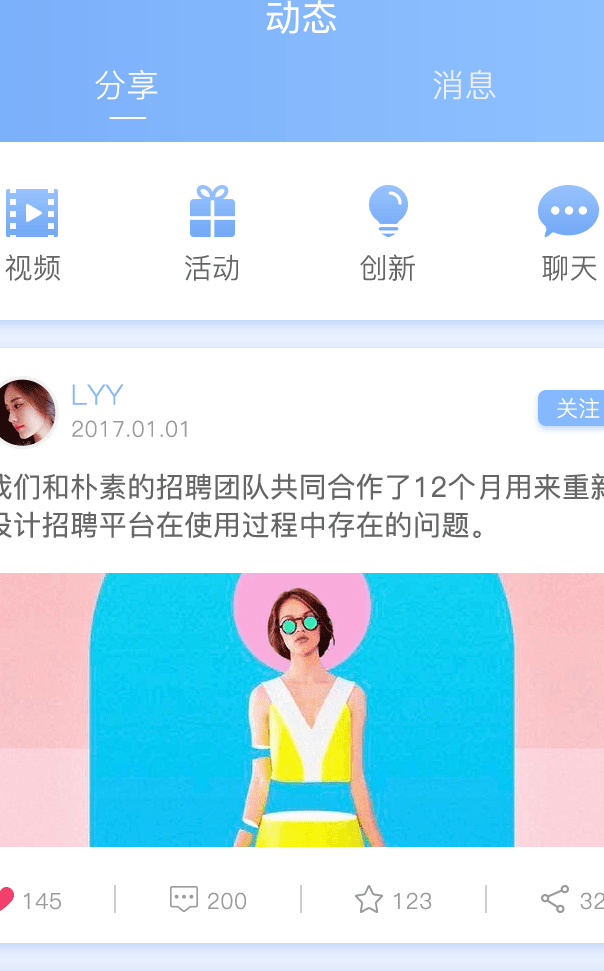 动态
分享 消息
视频 活动 创新 聊天
LYY
2017.01.01
关注
我们和朴素的招聘团队共同合作了12个月用来重新
设计招聘平台在使用过程中存在的问题。
145 200 123 32